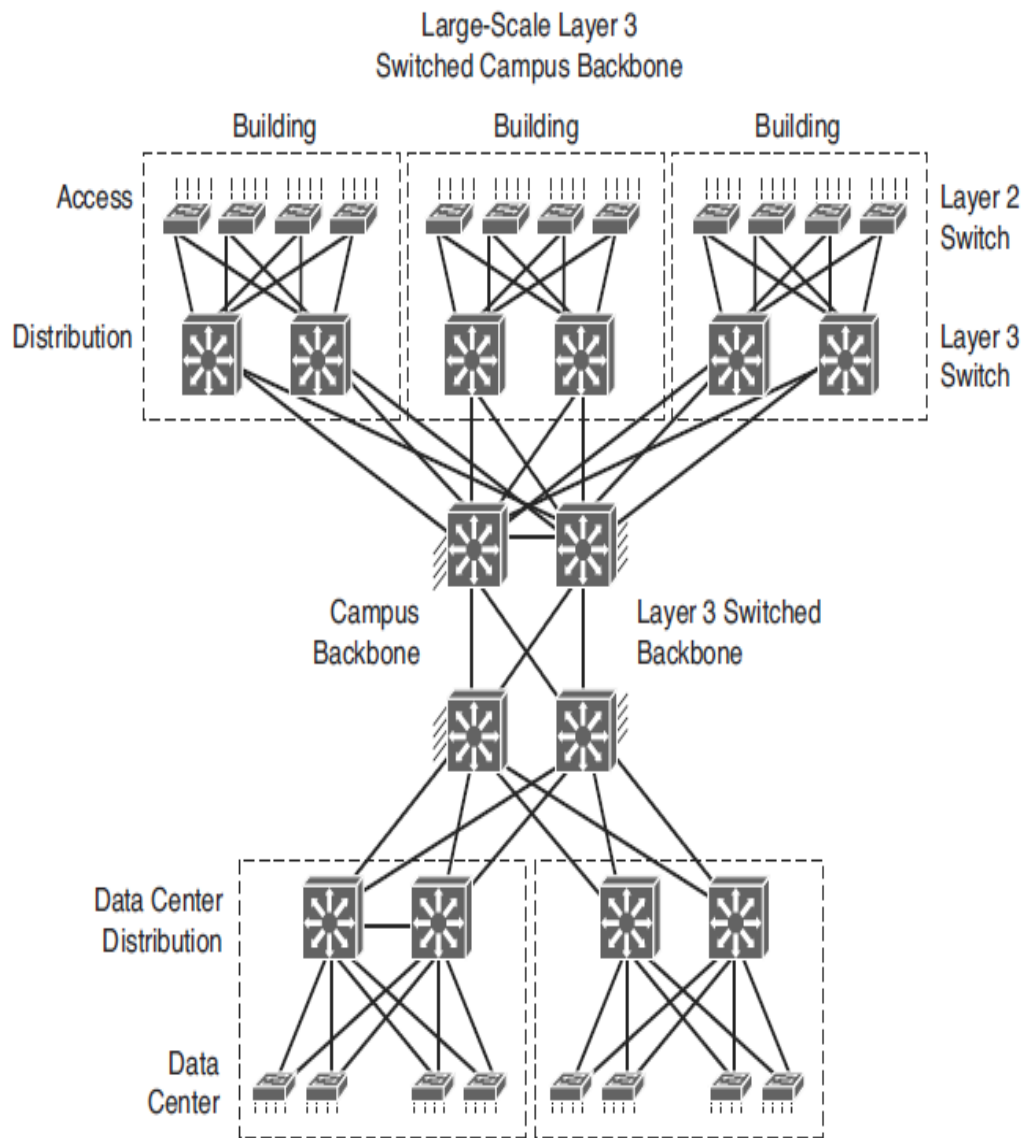 Large-Scale Layer 3
Switched Campus Backbone
Building
Building
Building
Access
Layer 2
Switch
Distribution
Layer 3
Switch
Campus
Backbone
Layer 3 Switched
Backbone
Data Center
Distribution
Data
Center